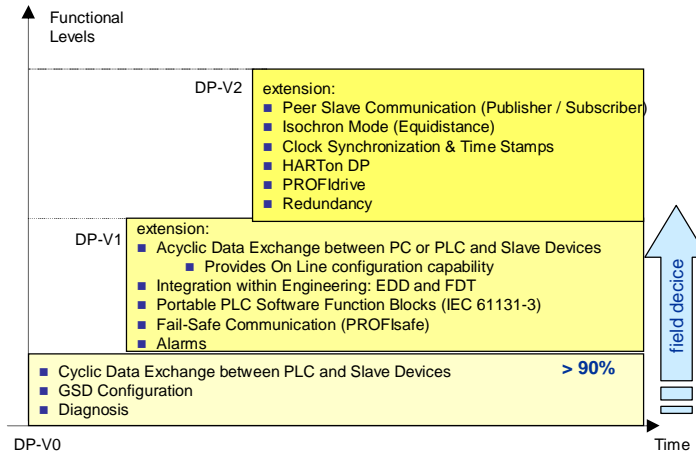 Functional
Levels
DP-V2
extension:
Peer Slave Communication (Publisher / Subscriber)
Isochron Mode (Equidistance)
Clock Synchronization & Time Stamps
HARTon DP
PROFIdrive
Redundancy
DP-V1
extension:
Acyclic Data Exchange between PC or PLC and Slave Devices
Provides On Line configuration capability
Integration within Engineering: EDD and FDT
Portable PLC Software Function Blocks (IEC 61131-3)
Fail-Safe Communication (PROFIsafe)
Alarms
field decice
Cyclic Data Exchange between PLC and Slave Devices
> 90%
GSD Configuration
Diagnosis
DP-V0
Time